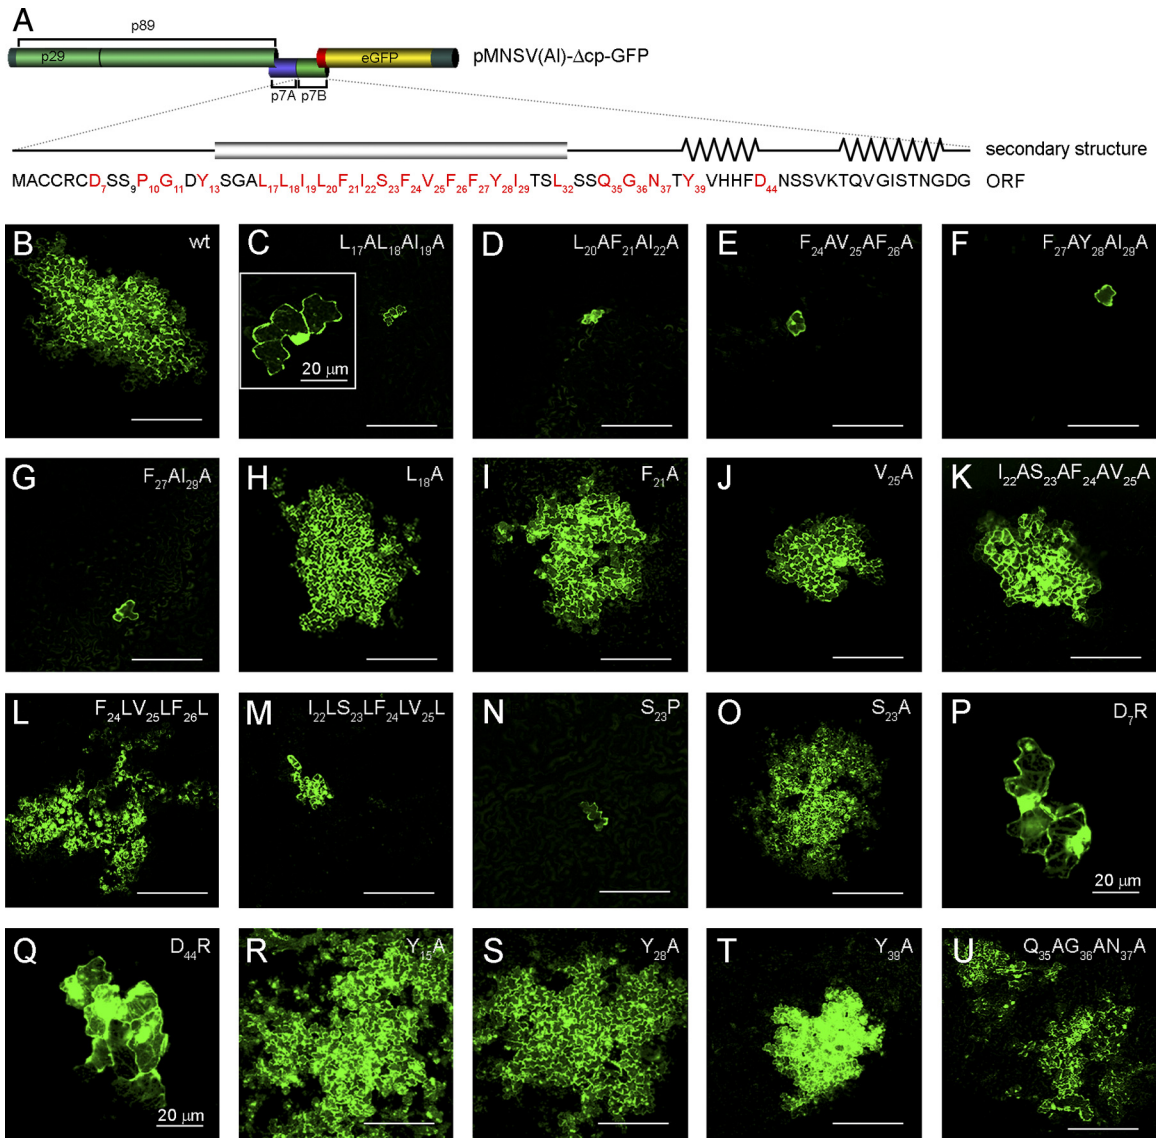 A
p89
p29
eGFP
pMNSV(Al)-Δcp-GFP
p7A p7B
secondary structure
MACCRCD7SS9P10G11DY13SGAL17L18I19L20F21I22S23F24V25F26F27Y28I29TSL32SSQ35G36N37TY39VHHFD44NSSVKTQVGISTNGDG ORF
B wt
C L17AL18AI19A
20 μm
D L20AF21AI22A
E F24AV25AF26A
F F27AY28AI29A
G F27AI29A
H L18A
I F21A
J V25A
K I22AS23AF24AV25A
L F24LV25LF26L
M I22LS23LF24LV25L
N S23P
O S23A
P D7R
20 μm
Q D44R
20 μm
R Y15A
S Y28A
T Y39A
U Q35AG36AN37A